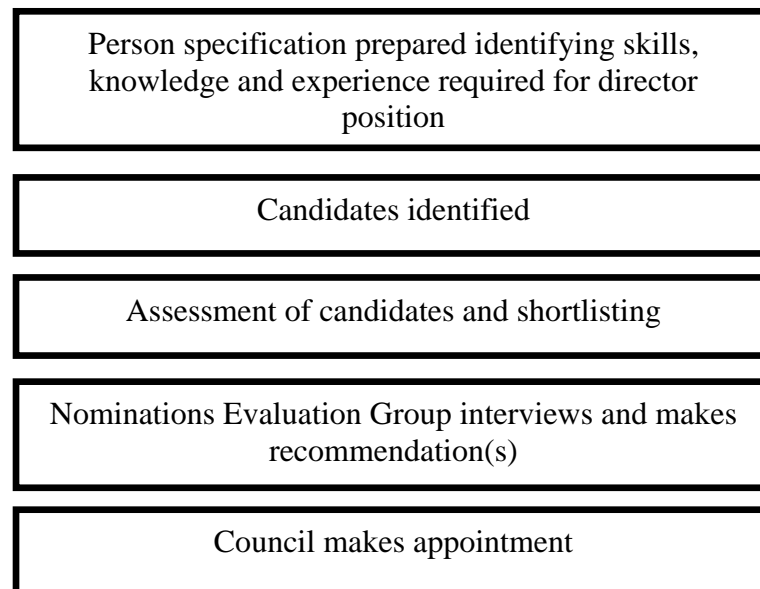 Person specification prepared identifying skills,
knowledge and experience required for director
position
Candidates identified
Assessment of candidates and shortlisting
Nominations Evaluation Group interviews and makes
recommendation(s)
Council makes appointment